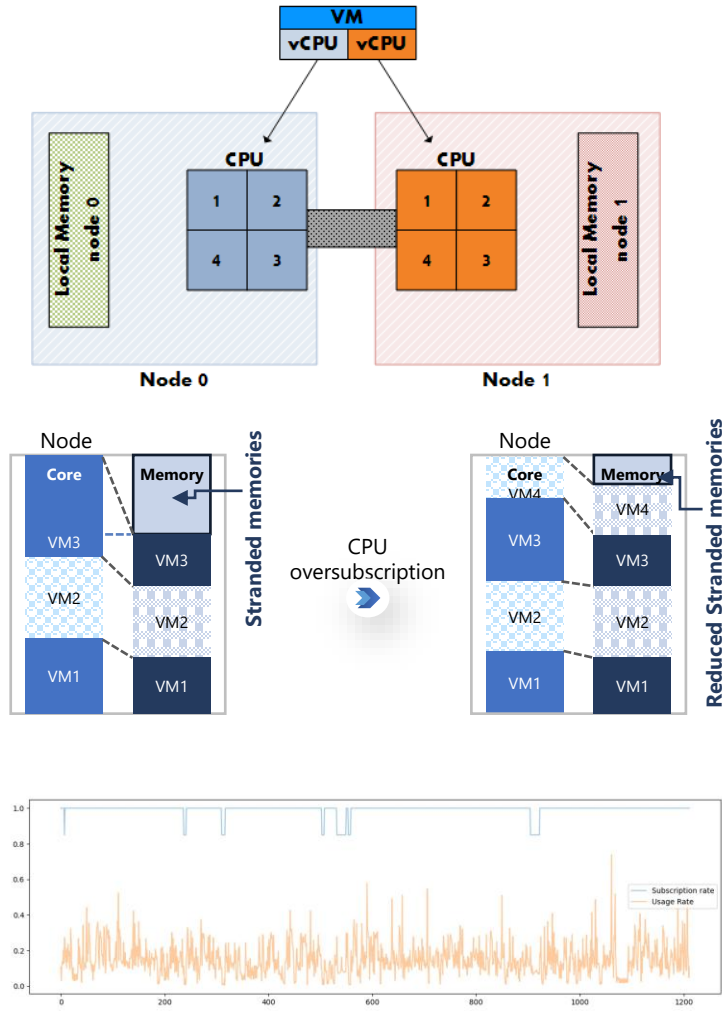 VM
vCPU vCPU
CPU
CPU
Local Memory
node 0
1 2
4 3
1 2
4 3
Local Memory
node 1
Node 0
Node 1
Node
Core
Memory
Stranded memories
VM3
VM3
VM2
VM2
VM1
VM1
CPU
oversubscription
Node
Core
Memory
VM4
VM4
VM3
VM3
VM2
VM2
VM1
VM1
Reduced Stranded memories
1.0
0.8
0.6
0.4
0.2
0.0
Subscription rate
Usage Rate
0 200 400 600 800 1000 1200